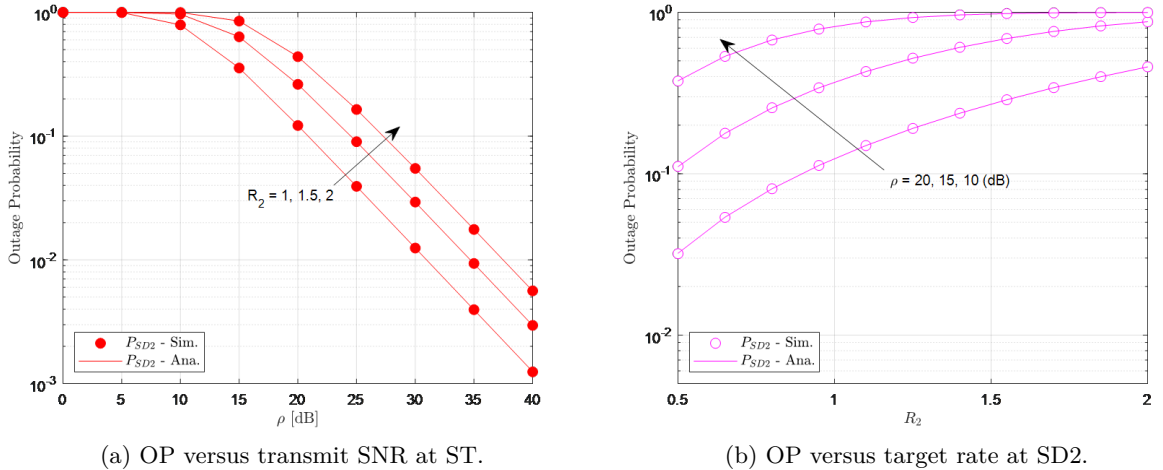 10^0
10^-1
10^-2
10^-3
Outage Probability
R_2 = 1, 1.5, 2
P_SD2 - Sim.
P_SD2 - Ana.
0 5 10 15 20 25 30 35 40
ρ [dB]
(a) OP versus transmit SNR at ST.
10^0
10^-1
10^-2
Outage Probability
ρ = 20, 15, 10 (dB)
P_SD2 - Sim.
P_SD2 - Ana.
0.5 1 1.5 2
R_2
(b) OP versus target rate at SD2.